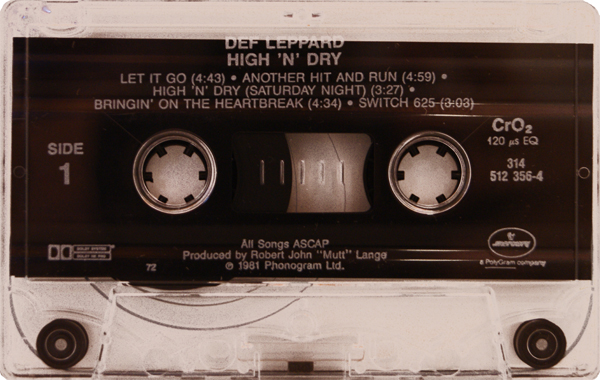 DEF LEPPARD
HIGH 'N' DRY
LET IT GO (4:43) • ANOTHER HIT AND RUN (4:59) •
HIGH 'N' DRY (SATURDAY NIGHT) (3:27) •
BRINGIN' ON THE HEARTBREAK (4:34) • SWITCH 625 (3:03)
SIDE
1
CrO₂
120 µs EQ
314
512 356-4
All Songs ASCAP
Produced by Robert John "Mutt" Lange
℗ 1981 Phonogram Ltd.
72
mercury
a PolyGram company